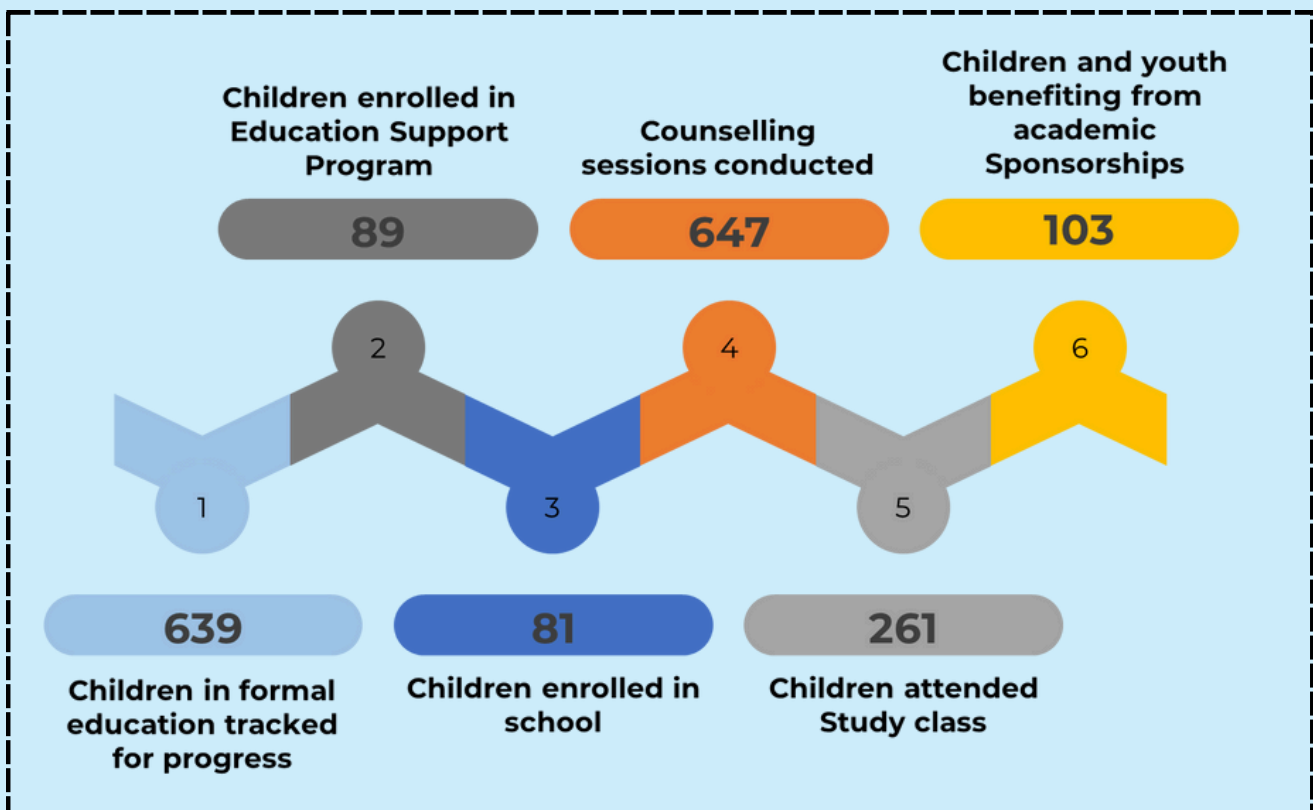 Children enrolled in
Education Support
Program
89
Counselling
sessions conducted
647
Children and youth
benefiting from
academic
Sponsorships
103
2
4
6
1
3
5
639
Children in formal
education tracked
for progress
81
Children enrolled in
school
261
Children attended
Study class